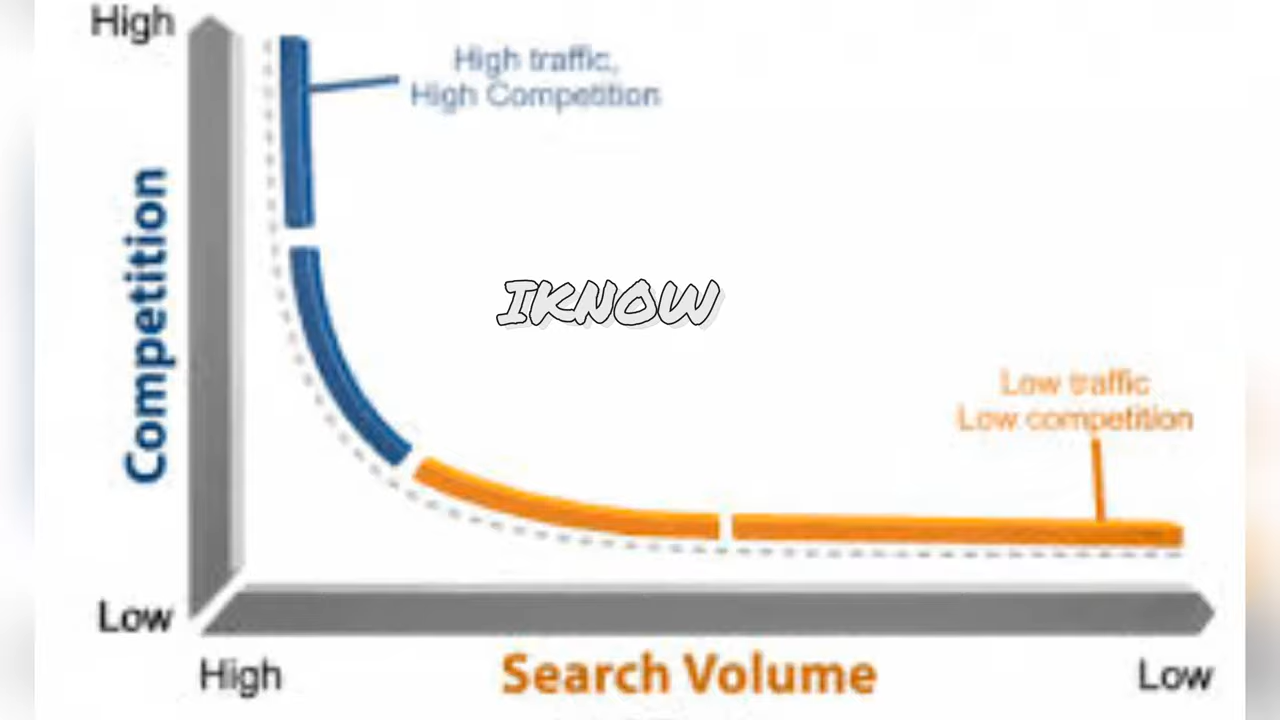 High
High traffic,
High Competition
Competition
IKNOW
Low traffic
Low competition
Low
High
Search Volume
Low